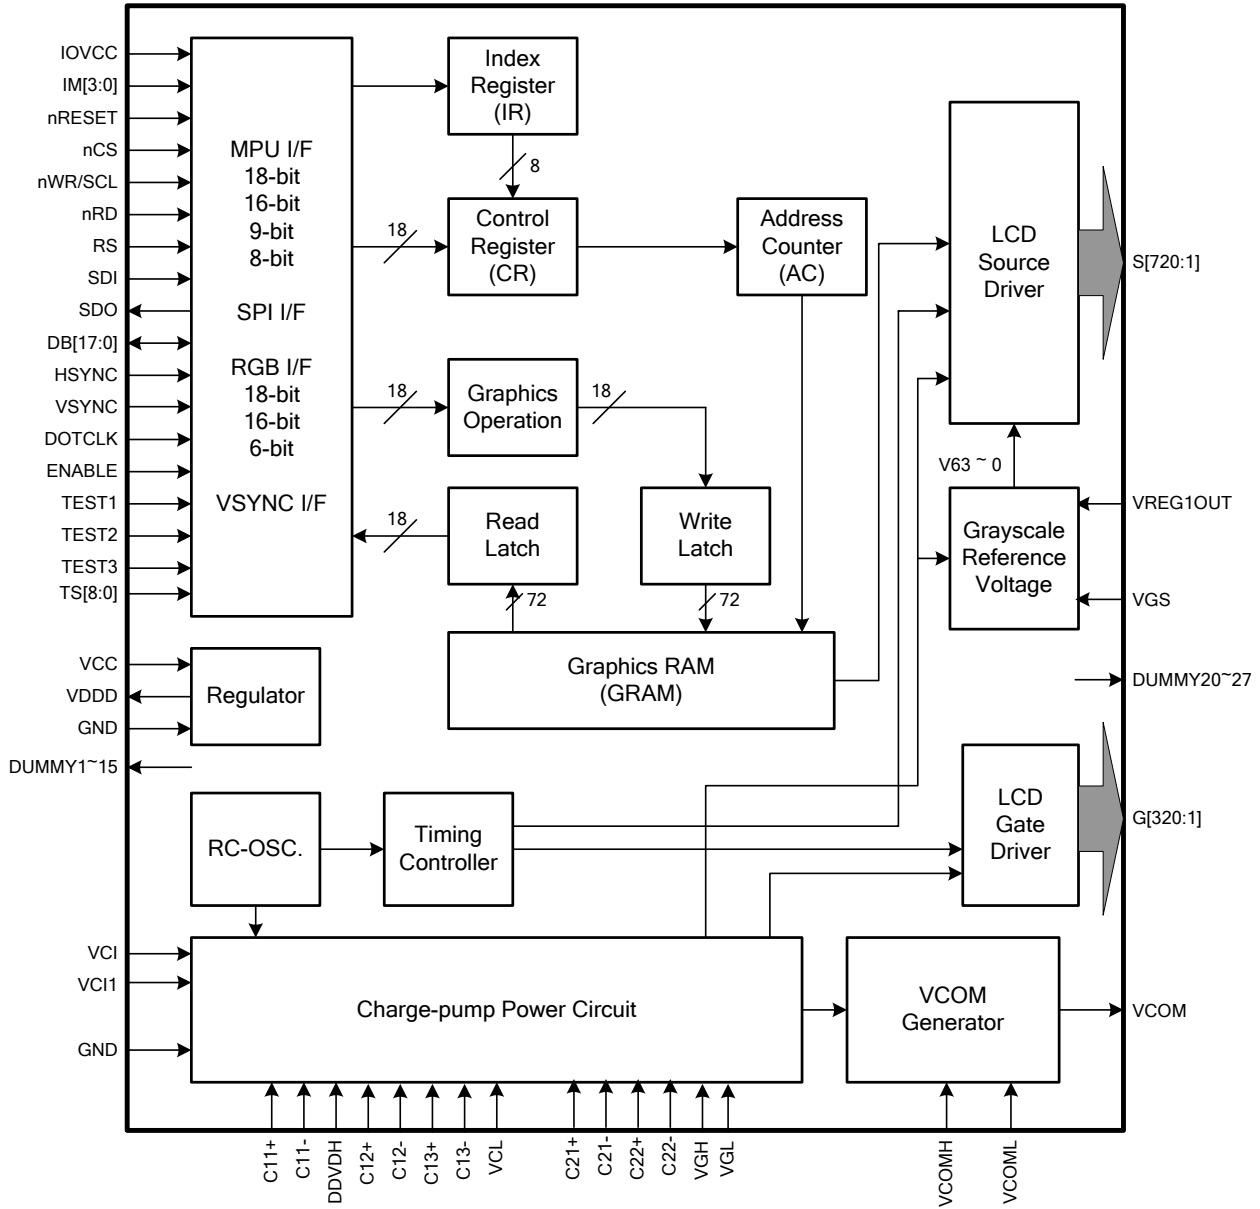 IOVCC
IM[3:0]
nRESET
nCS
nWR/SCL
nRD
RS
SDI
SDO
DB[17:0]
HSYNC
VSYNC
DOTCLK
ENABLE
TEST1
TEST2
TEST3
TS[8:0]
MPU I/F
18-bit
16-bit
9-bit
8-bit
SPI I/F
RGB I/F
18-bit
16-bit
6-bit
VSYNC I/F
Index
Register
(IR)
8
18
Control
Register
(CR)
Address
Counter
(AC)
18
Graphics
Operation
18
18
Read
Latch
Write
Latch
72
72
Graphics RAM
(GRAM)
LCD
Source
Driver
S[720:1]
V63 ~ 0
Grayscale
Reference
Voltage
VREG1OUT
VGS
DUMMY20~27
VCC
VDDD
GND
Regulator
DUMMY1~15
RC-OSC.
Timing
Controller
LCD
Gate
Driver
G[320:1]
VCI
VCI1
GND
Charge-pump Power Circuit
VCOM
Generator
VCOM
C11+
C11-
DDVDH
C12+
C12-
C13+
C13-
VCL
C21+
C21-
C22+
C22-
VGH
VGL
VCOMH
VCOML